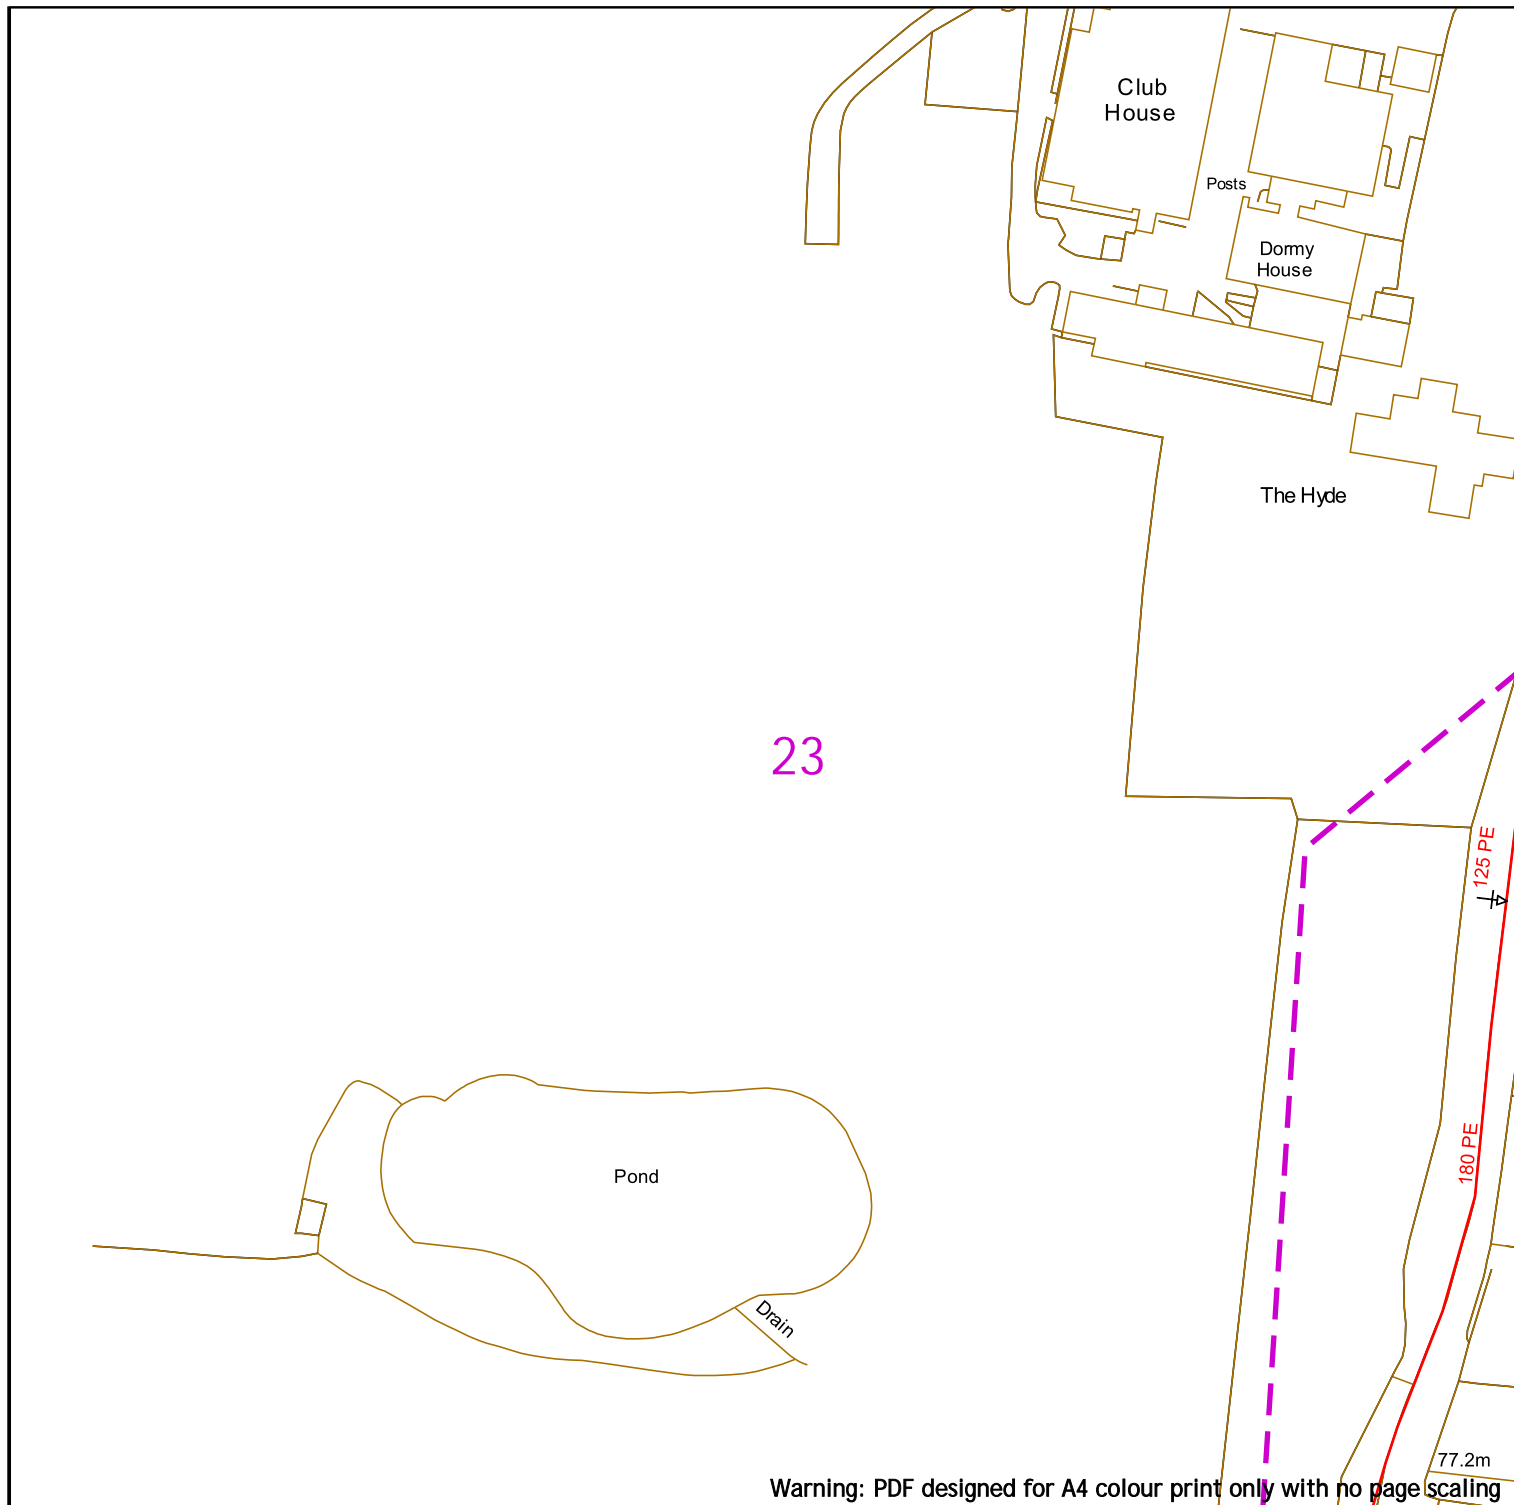 Club
House
Posts
Dormy
House
The Hyde
23
125 PE
180 PE
Pond
Drain
77.2m
Warning: PDF designed for A4 colour print only with no page scaling